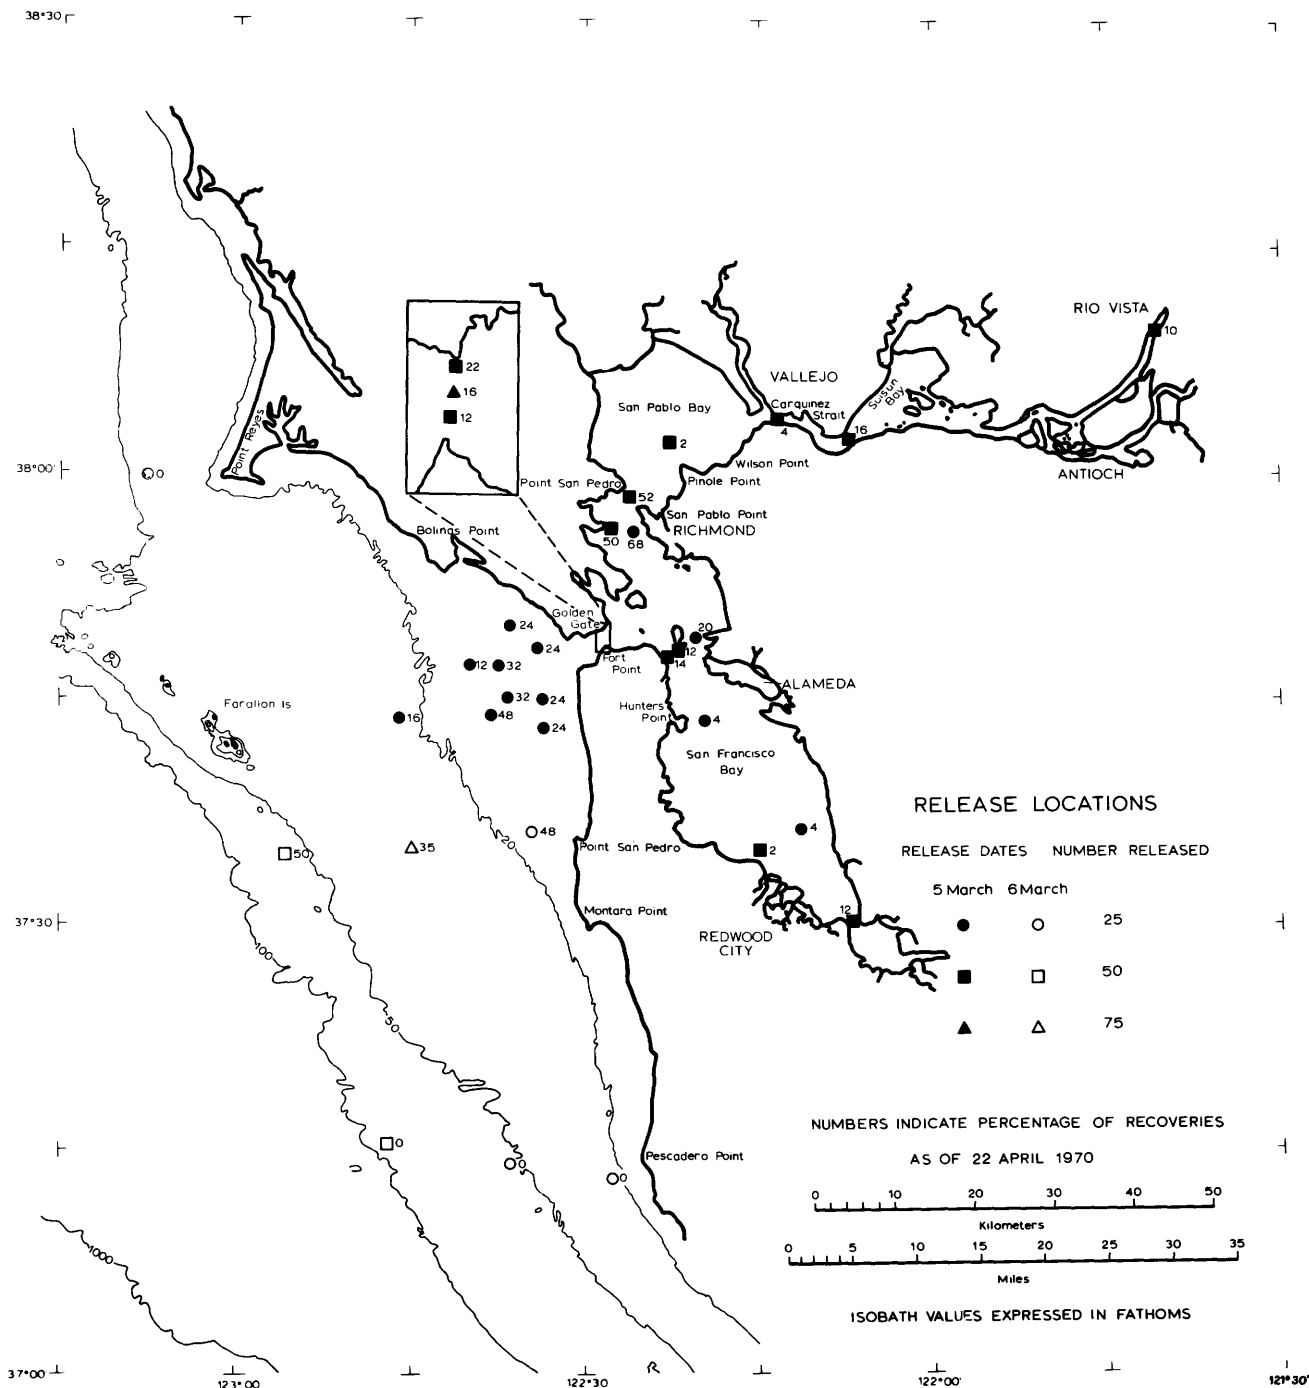 38°30'
RIO VISTA
10
22
16
12
VALLEJO
Carquinez
Strait
Suisun
Bay
San Pablo Bay
4
16
2
Point Reyes
38°00'
0
Wilson Point
ANTIOCH
Point San Pedro
Pinole Point
52
San Pablo Point
RICHMOND
Bolinas Point
50
68
Golden
Gate
24
20
24
12
32
12
14
Fort
Point
ALAMEDA
32
24
Farallon Is
Hunters
Point
16
48
4
24
San Francisco
Bay
RELEASE LOCATIONS
48
4
20
50
35
Point San Pedro
2
RELEASE DATES NUMBER RELEASED
5 March 6 March
Montara Point
12
25
37°30
REDWOOD
CITY
100
50
50
75
NUMBERS INDICATE PERCENTAGE OF RECOVERIES
AS OF 22 APRIL 1970
0
0
0
Pescadero Point
0 10 20 30 40 50
Kilometers
1000
0 5 10 15 20 25 30 35
Miles
ISOBATH VALUES EXPRESSED IN FATHOMS
37°00
123°00
122°30
122°00'
121°30'